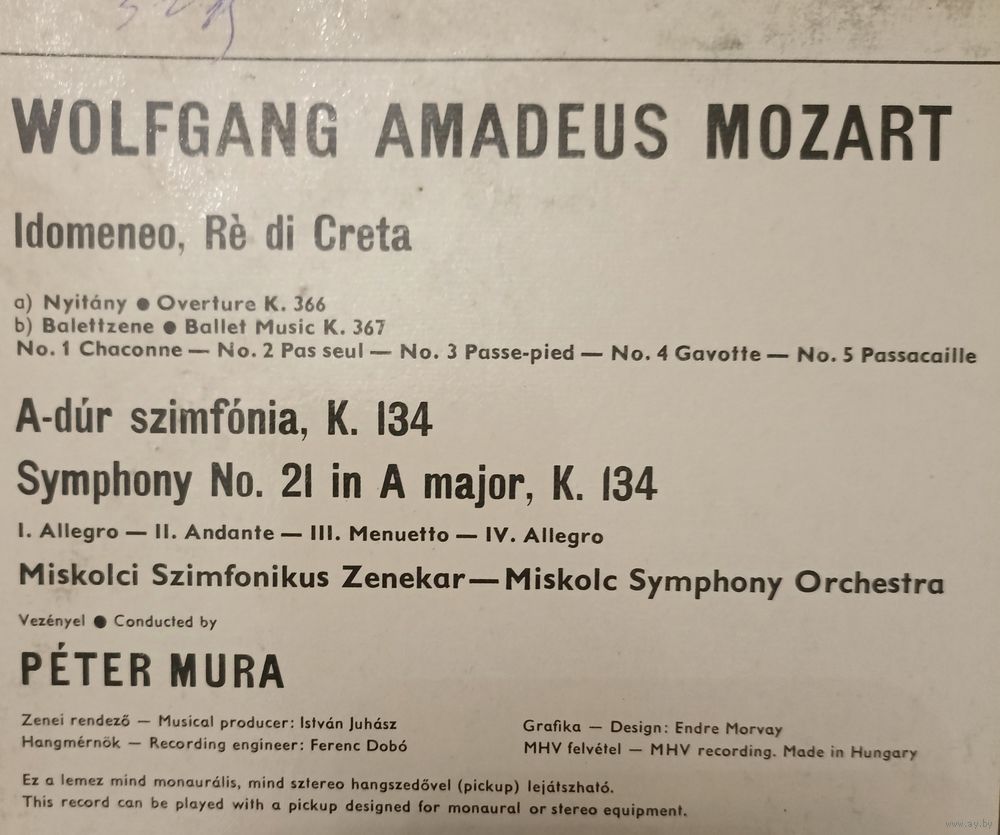 WOLFGANG AMADEUS MOZART
Idomeneo, Rè di Creta
a) Nyitány ● Overture K. 366
b) Balettzene ● Ballet Music K. 367
No. 1 Chaconne — No. 2 Pas seul — No. 3 Passe-pied — No. 4 Gavotte — No. 5 Passacaille
A-dúr szimfónia, K. 134
Symphony No. 21 in A major, K. 134
I. Allegro — II. Andante — III. Menuetto — IV. Allegro
Miskolci Szimfonikus Zenekar — Miskolc Symphony Orchestra
Vezényel ● Conducted by
PÉTER MURA
Zenei rendező — Musical producer: István Juhász
Hangmérnök — Recording engineer: Ferenc Dobó
Grafika — Design: Endre Morvay
MHV felvétel — MHV recording. Made in Hungary
Ez a lemez mind monaurális, mind sztereo hangszedővel (pickup) lejátszható.
This record can be played with a pickup designed for monaural or stereo equipment.
www.ay.by